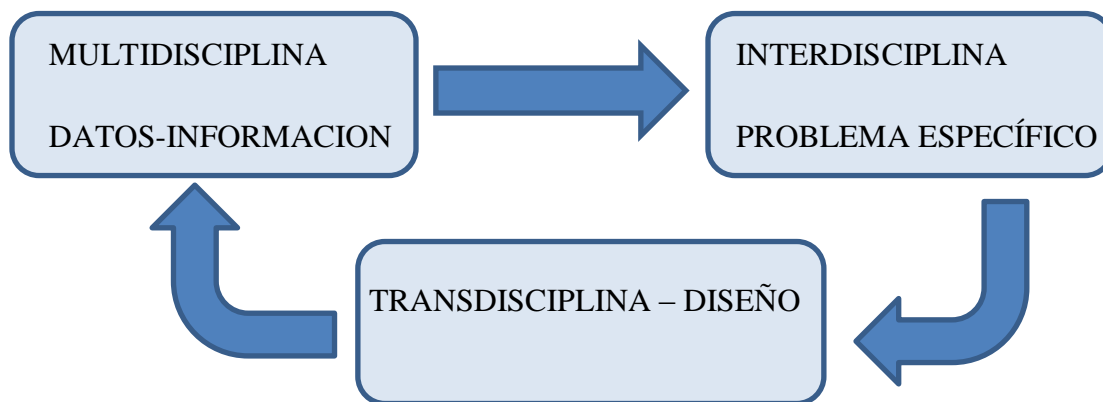 MULTIDISCIPLINA
DATOS-INFORMACION
INTERDISCIPLINA
PROBLEMA ESPECÍFICO
TRANSDISCIPLINA – DISEÑO